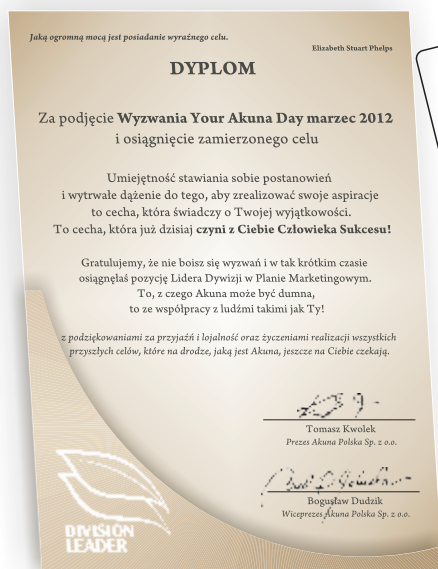 Jaką ogromną mocą jest posiadanie wyraźnego celu.
Elizabeth Stuart Phelps
DYPLOM
Za podjęcie Wyzwania Your Akuna Day marzec 2012
i osiągnięcie zamierzonego celu
Umiejętność stawiania sobie postanowień
i wytrwałe dążenie do tego, aby zrealizować swoje aspiracje
to cecha, która świadczy o Twojej wyjątkowości.
To cecha, która już dzisiaj czyni z Ciebie Człowieka Sukcesu!
Gratulujemy, że nie boisz się wyzwań i w tak krótkim czasie
osiągnęłaś pozycję Lidera Dywizji w Planie Marketingowym.
To, z czego Akuna może być dumna,
to ze współpracy z ludźmi takimi jak Ty!
z podziękowaniami za przyjaźń i lojalność oraz życzeniami realizacji wszystkich
przyszłych celów, które na drodze, jaką jest Akuna, jeszcze na Ciebie czekają.
Tomasz Kwolek
Prezes Akuna Polska Sp. z o.o.
Bogusław Dudzik
Wiceprezes Akuna Polska Sp. z o.o.
DIVISION
LEADER